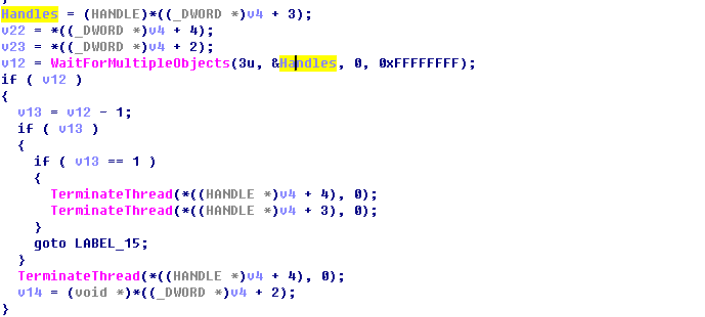 Handles = (HANDLE)*((_DWORD *)v4 + 3);
v22 = *((_DWORD *)v4 + 4);
v23 = *((_DWORD *)v4 + 2);
v12 = WaitForMultipleObjects(3u, &Handles, 0, 0xFFFFFFFF);
if ( v12 )
{
  v13 = v12 - 1;
  if ( v13 )
  {
    if ( v13 == 1 )
    {
      TerminateThread(*((HANDLE *)v4 + 4), 0);
      TerminateThread(*((HANDLE *)v4 + 3), 0);
    }
    goto LABEL_15;
  }
  TerminateThread(*((HANDLE *)v4 + 4), 0);
  v14 = (void *)*((_DWORD *)v4 + 2);
}